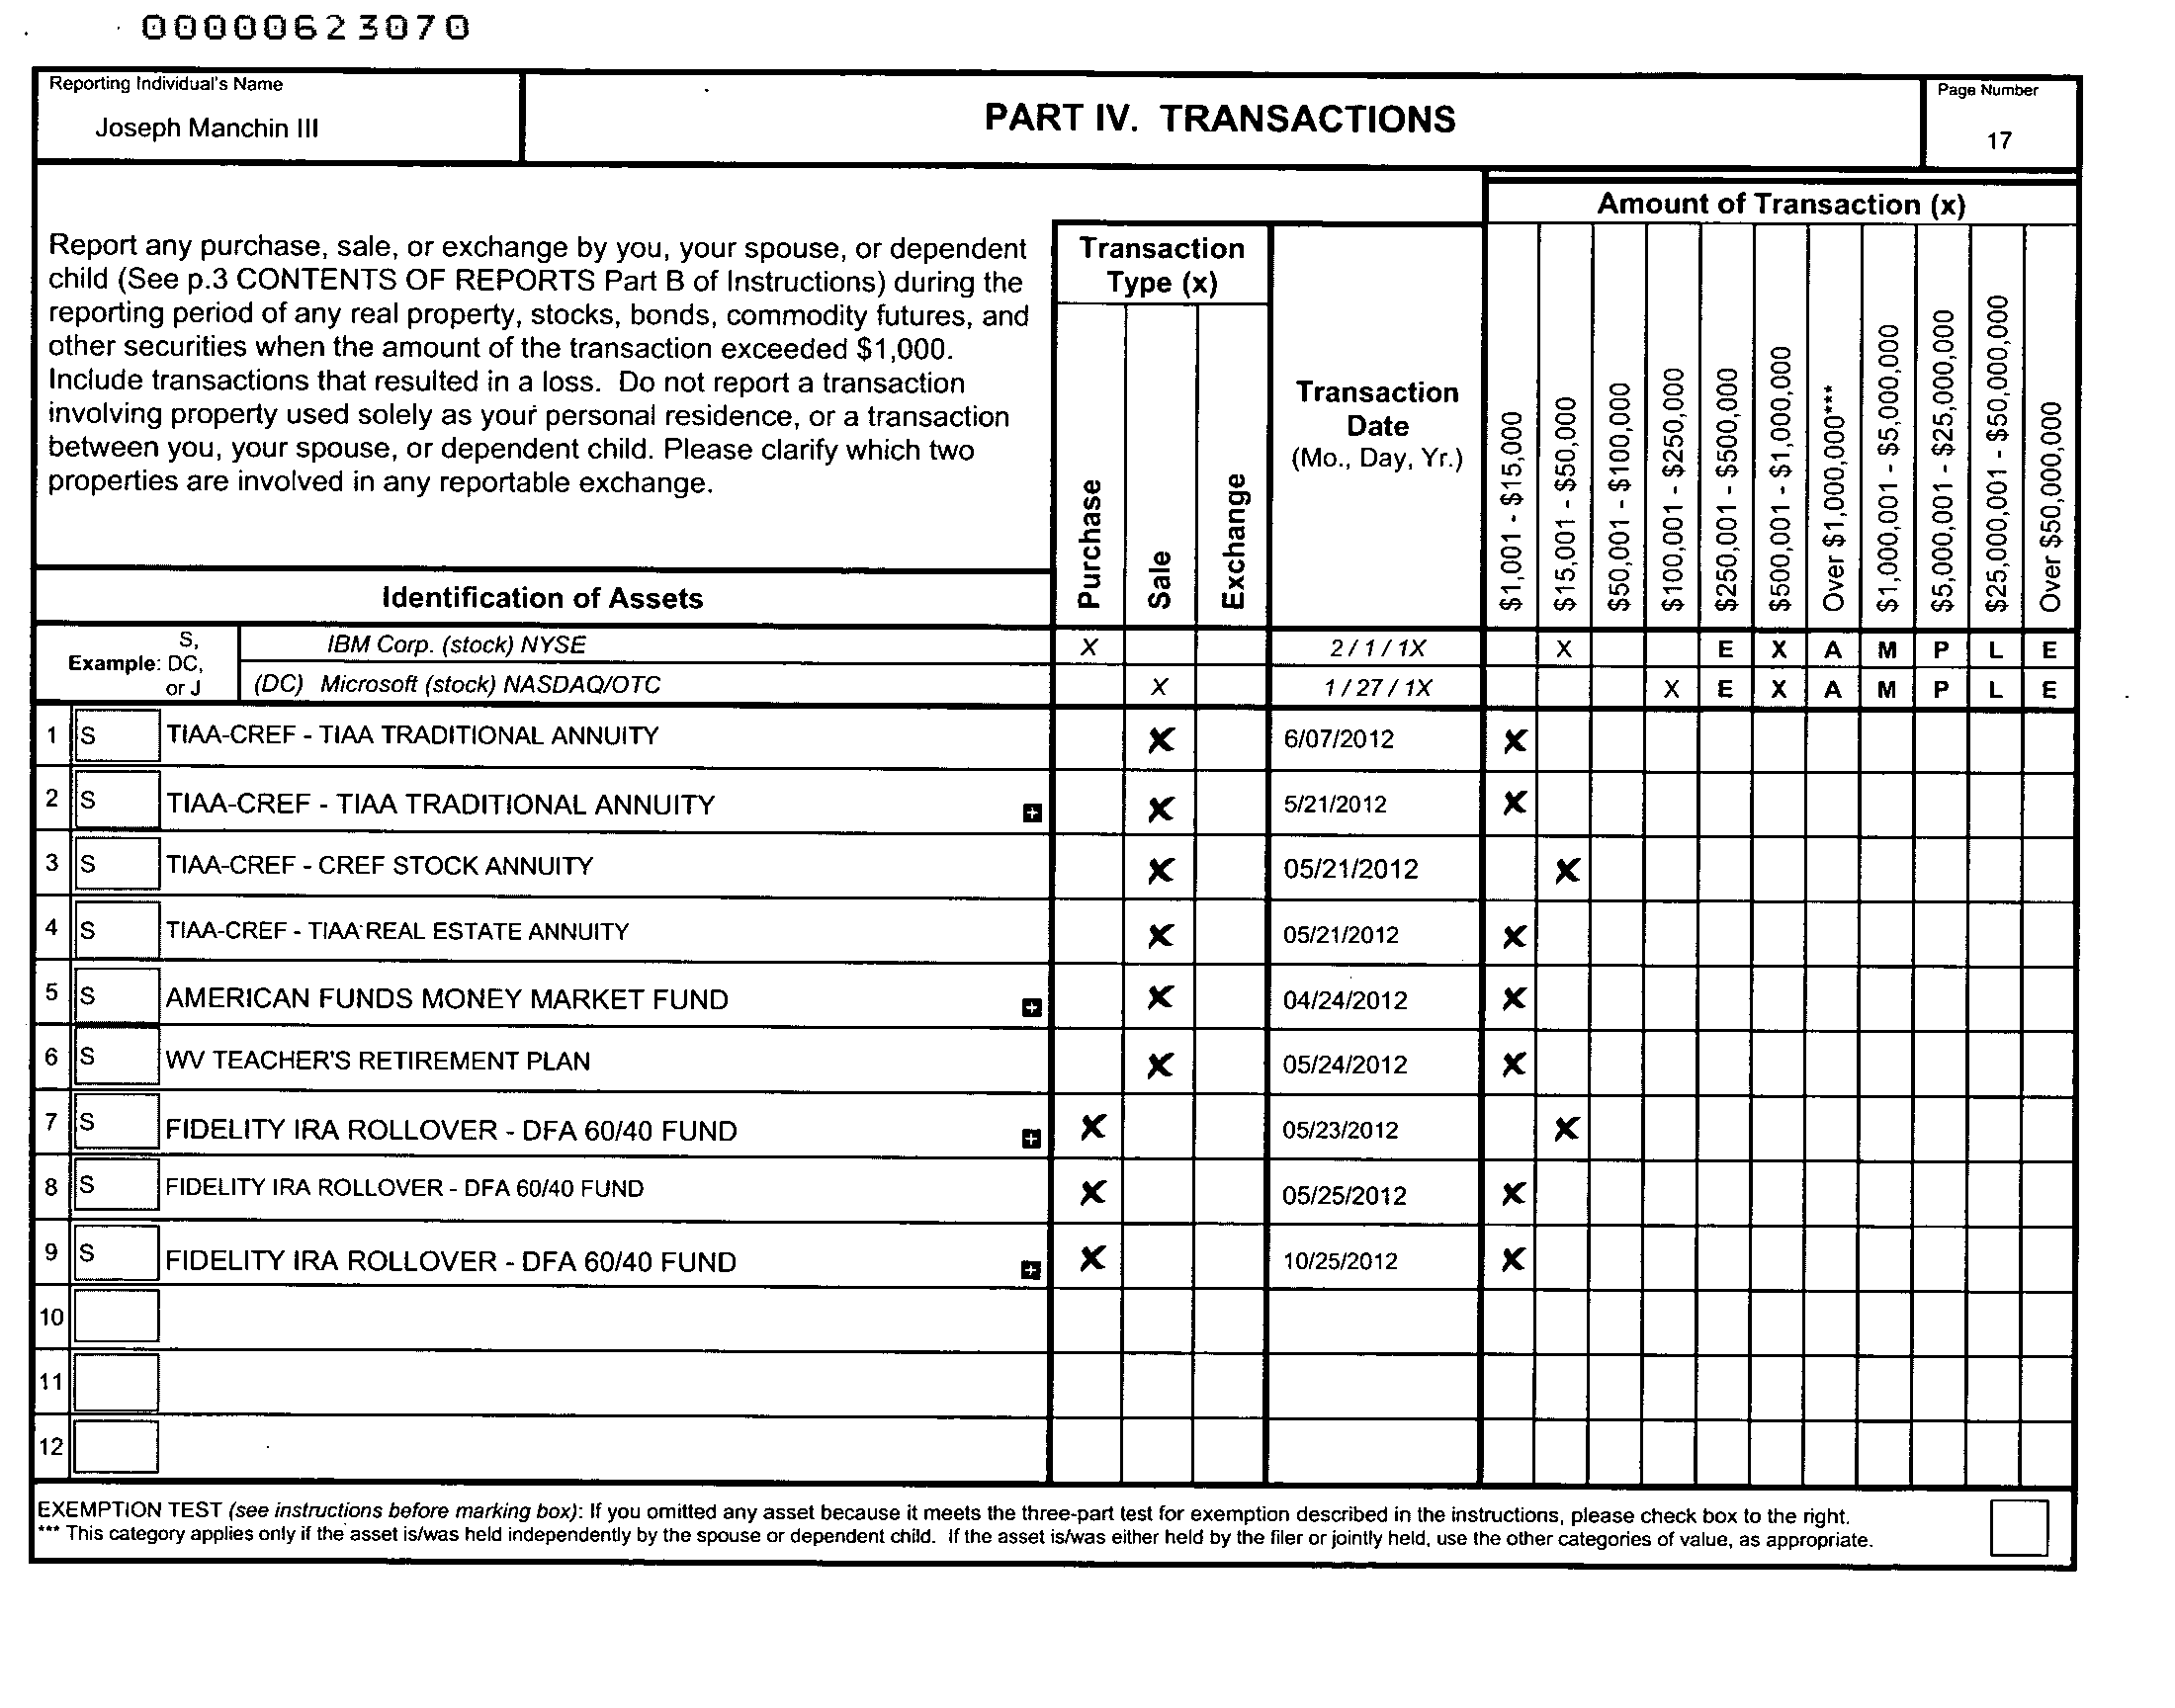 00000623070
Reporting Individual's Name
Joseph Manchin III
PART IV. TRANSACTIONS
Page Number
17
Report any purchase, sale, or exchange by you, your spouse, or dependent
child (See p.3 CONTENTS OF REPORTS Part B of Instructions) during the
reporting period of any real property, stocks, bonds, commodity futures, and
other securities when the amount of the transaction exceeded $1,000.
Include transactions that resulted in a loss. Do not report a transaction
involving property used solely as your personal residence, or a transaction
between you, your spouse, or dependent child. Please clarify which two
properties are involved in any reportable exchange.
Identification of Assets
Transaction
Type (x)
Purchase
Sale
Exchange
Transaction
Date
(Mo., Day, Yr.)
Amount of Transaction (x)
$1,001 - $15,000
$15,001 - $50,000
$50,001 - $100,000
$100,001 - $250,000
$250,001 - $500,000
$500,001 - $1,000,000
Over $1,000,000***
$1,000,001 - $5,000,000
$5,000,001 - $25,000,000
$25,000,001 - $50,000,000
Over $50,000,000
Example: S, DC, or J
IBM Corp. (stock) NYSE X 2 / 1 / 1X X E X A M P L E
(DC) Microsoft (stock) NASDAQ/OTC X 1 / 27 / 1X X E X A M P L E
1 S TIAA-CREF - TIAA TRADITIONAL ANNUITY X 6/07/2012 X
2 S TIAA-CREF - TIAA TRADITIONAL ANNUITY + X 5/21/2012 X
3 S TIAA-CREF - CREF STOCK ANNUITY X 05/21/2012 X
4 S TIAA-CREF - TIAA REAL ESTATE ANNUITY X 05/21/2012 X
5 S AMERICAN FUNDS MONEY MARKET FUND + X 04/24/2012 X
6 S WV TEACHER'S RETIREMENT PLAN X 05/24/2012 X
7 S FIDELITY IRA ROLLOVER - DFA 60/40 FUND + X 05/23/2012 X
8 S FIDELITY IRA ROLLOVER - DFA 60/40 FUND X 05/25/2012 X
9 S FIDELITY IRA ROLLOVER - DFA 60/40 FUND + X 10/25/2012 X
10
11
12
EXEMPTION TEST (see instructions before marking box): If you omitted any asset because it meets the three-part test for exemption described in the instructions, please check box to the right.
*** This category applies only if the asset is/was held independently by the spouse or dependent child. If the asset is/was either held by the filer or jointly held, use the other categories of value, as appropriate.